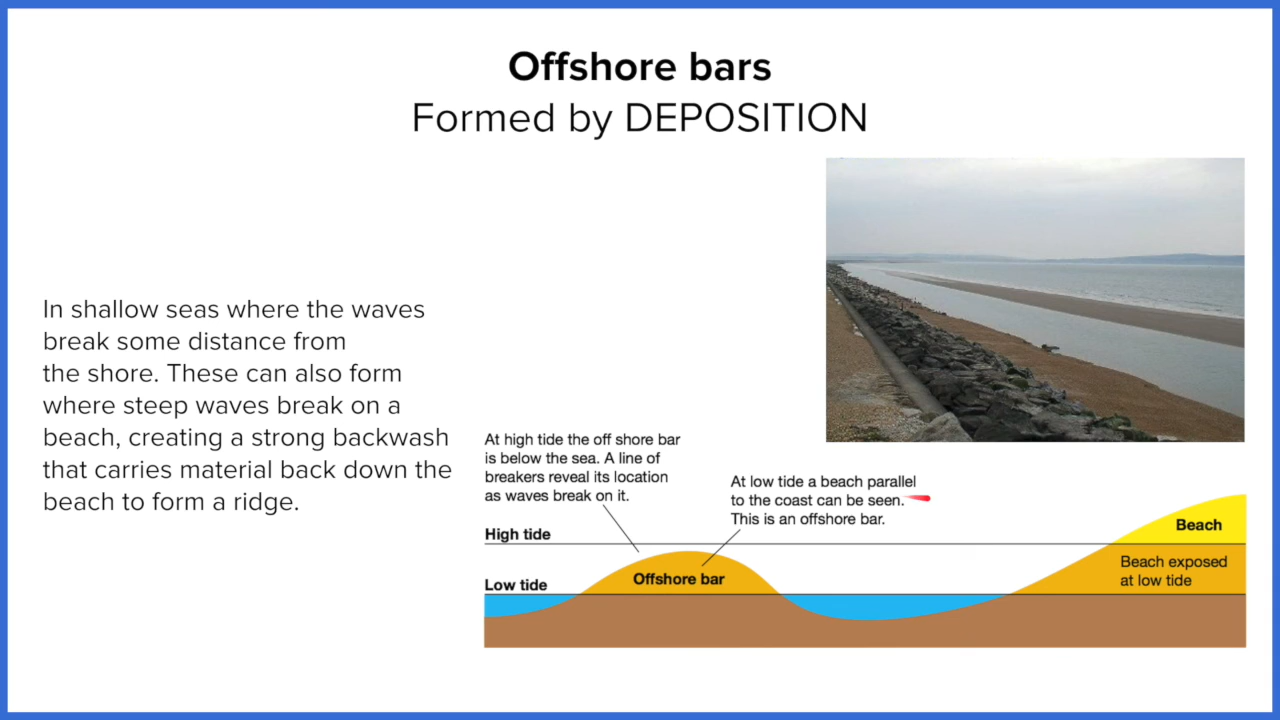 Offshore bars
Formed by DEPOSITION
In shallow seas where the waves
break some distance from
the shore. These can also form
where steep waves break on a
beach, creating a strong backwash
that carries material back down the
beach to form a ridge.
At high tide the off shore bar
is below the sea. A line of
breakers reveal its location
as waves break on it.
At low tide a beach parallel
to the coast can be seen.
This is an offshore bar.
High tide
Beach
Beach exposed
at low tide
Low tide
Offshore bar